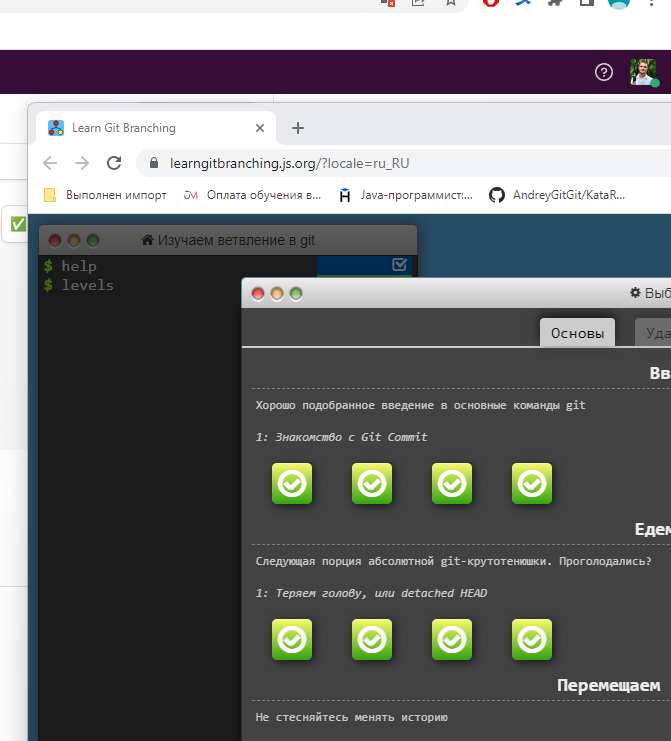 Learn Git Branching
learngitbranching.js.org/?locale=ru_RU
Выполнен импорт
Оплата обучения в...
Java-программист:...
AndreyGitGit/KataR...
Изучаем ветвление в git
$ help
$ levels
Выб
Основы
Уда
Вв
Хорошо подобранное введение в основные команды git
1: Знакомство с Git Commit
Едем
Следующая порция абсолютной git-крутотенюшки. Проголодались?
1: Теряем голову, или detached HEAD
Перемещаем
Не стесняйтесь менять историю